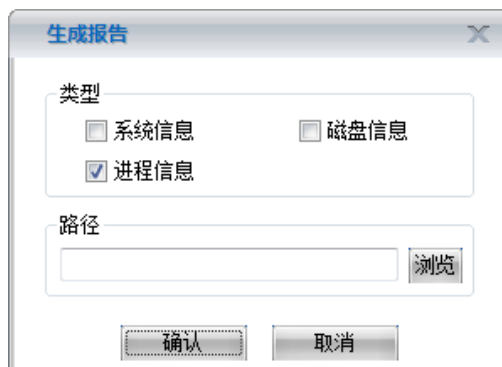 生成报告
类型
系统信息 磁盘信息
进程信息
路径
浏览
确认 取消